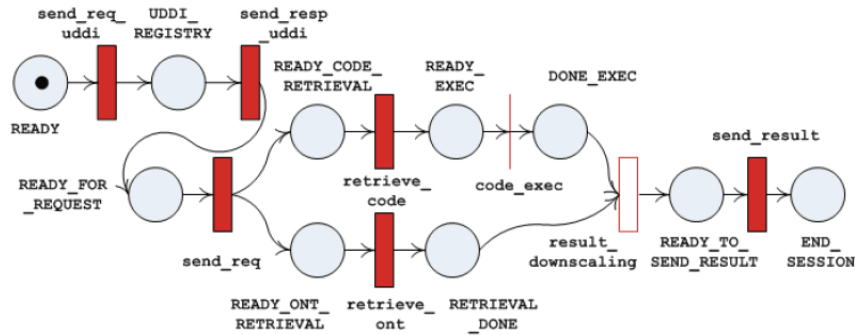 send_req_
uddi
UDDI_
REGISTRY
send_resp
_uddi
READY
READY_CODE_
RETRIEVAL
READY_
EXEC
DONE_EXEC
READY_FOR
_REQUEST
retrieve_
code
code_exec
send_result
send_req
result_
downscaling
READY_TO_
SEND_RESULT
END_
SESSION
READY_ONT_
RETRIEVAL
retrieve_
ont
RETRIEVAL
_DONE